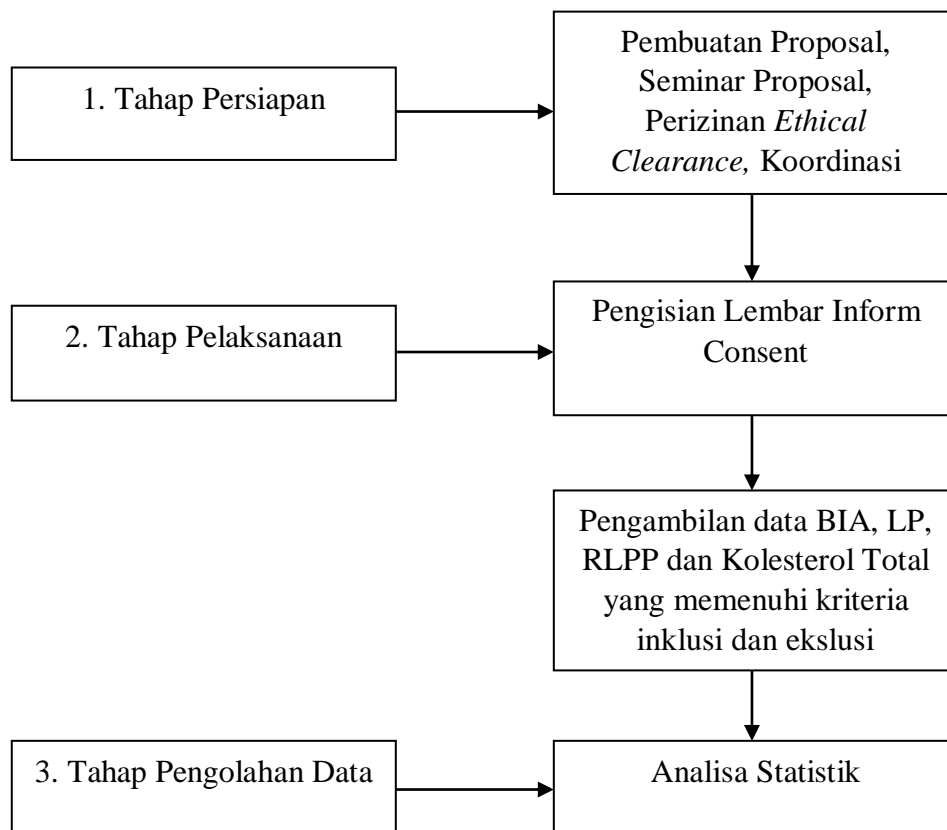 1. Tahap Persiapan
Pembuatan Proposal,
Seminar Proposal,
Perizinan Ethical
Clearance, Koordinasi
2. Tahap Pelaksanaan
Pengisian Lembar Inform
Consent
Pengambilan data BIA, LP,
RLPP dan Kolesterol Total
yang memenuhi kriteria
inklusi dan ekslusi
3. Tahap Pengolahan Data
Analisa Statistik